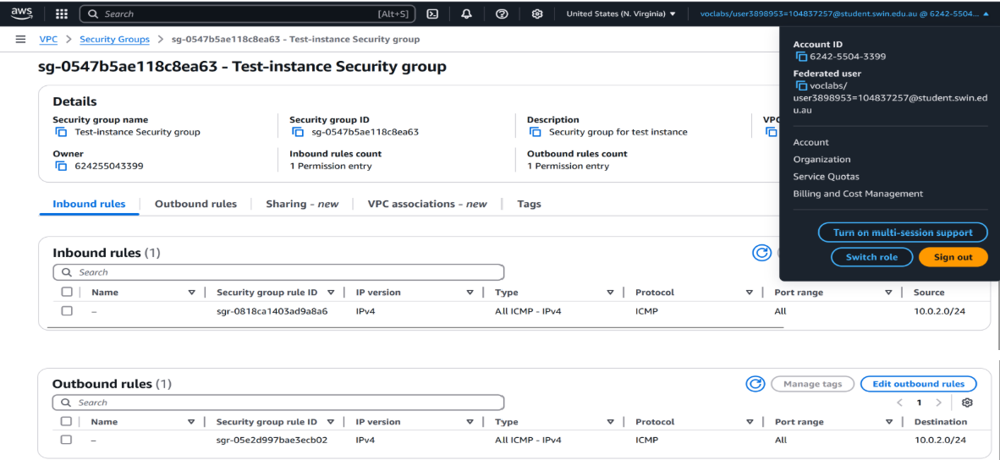 aws Search [Alt+S] United States (N. Virginia) ▼ voclabs/user3898953=104837257@student.swin.edu.au @ 6242-5504... ▲
VPC > Security Groups > sg-0547b5ae118c8ea63 - Test-instance Security group
sg-0547b5ae118c8ea63 - Test-instance Security group
Account ID
6242-5504-3399
Federated user
voclabs/
user3898953=104837257@student.swin.ed
u.au
Account
Organization
Service Quotas
Billing and Cost Management
Turn on multi-session support
Switch role Sign out
Details
Security group name Security group ID Description VPC
Test-instance Security group sg-0547b5ae118c8ea63 Security group for test instance
Owner Inbound rules count Outbound rules count
624255043399 1 Permission entry 1 Permission entry
Inbound rules Outbound rules Sharing - new VPC associations - new Tags
Inbound rules (1)
Search
Name Security group rule ID IP version Type Protocol Port range Source
– sgr-0818ca1403ad9a8a6 IPv4 All ICMP - IPv4 ICMP All 10.0.2.0/24
Outbound rules (1) Manage tags Edit outbound rules
Search < 1 >
Name Security group rule ID IP version Type Protocol Port range Destination
– sgr-05e2d997bae3ecb02 IPv4 All ICMP - IPv4 ICMP All 10.0.2.0/24